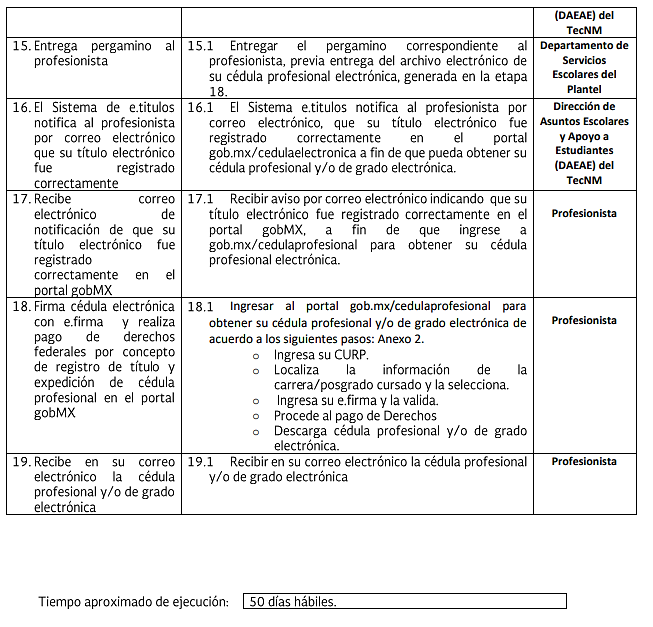 (DAEAE) del
TecNM
15. Entrega pergamino al
profesionista
15.1 Entregar el pergamino correspondiente al
profesionista, previa entrega del archivo electrónico de
su cédula profesional electrónica, generada en la etapa
18.
Departamento de
Servicios
Escolares del
Plantel
16. El Sistema de e.titulos
notifica al profesionista
por correo electrónico
que su título electrónico
fue registrado
correctamente
16.1 El Sistema e.titulos notifica al profesionista por
correo electrónico, que su título electrónico fue
registrado correctamente en el portal
gob.mx/cedulaelectronica a fin de que pueda obtener su
cédula profesional y/o de grado electrónica.
Dirección de
Asuntos Escolares
y Apoyo a
Estudiantes
(DAEAE) del
TecNM
17. Recibe correo
electrónico de
notificación de que su
título electrónico fue
registrado
correctamente en el
portal gobMX
17.1 Recibir aviso por correo electrónico indicando que su
título electrónico fue registrado correctamente en el
portal gobMX, a fin de que ingrese a
gob.mx/cedulaprofesional para obtener su cédula
profesional electrónica.
Profesionista
18. Firma cédula electrónica
con e.firma y realiza
pago de derechos
federales por concepto
de registro de título y
expedición de cédula
profesional en el portal
gobMX
18.1 Ingresar al portal gob.mx/cedulaprofesional para
obtener su cédula profesional y/o de grado electrónica de
acuerdo a los siguientes pasos: Anexo 2.
o Ingresa su CURP.
o Localiza la información de la
carrera/posgrado cursado y la selecciona.
o Ingresa su e.firma y la valida.
o Procede al pago de Derechos
o Descarga cédula profesional y/o de grado
electrónica.
Profesionista
19. Recibe en su correo
electrónico la cédula
profesional y/o de grado
electrónica
19.1 Recibir en su correo electrónico la cédula profesional
y/o de grado electrónica
Profesionista
Tiempo aproximado de ejecución: 50 días hábiles.